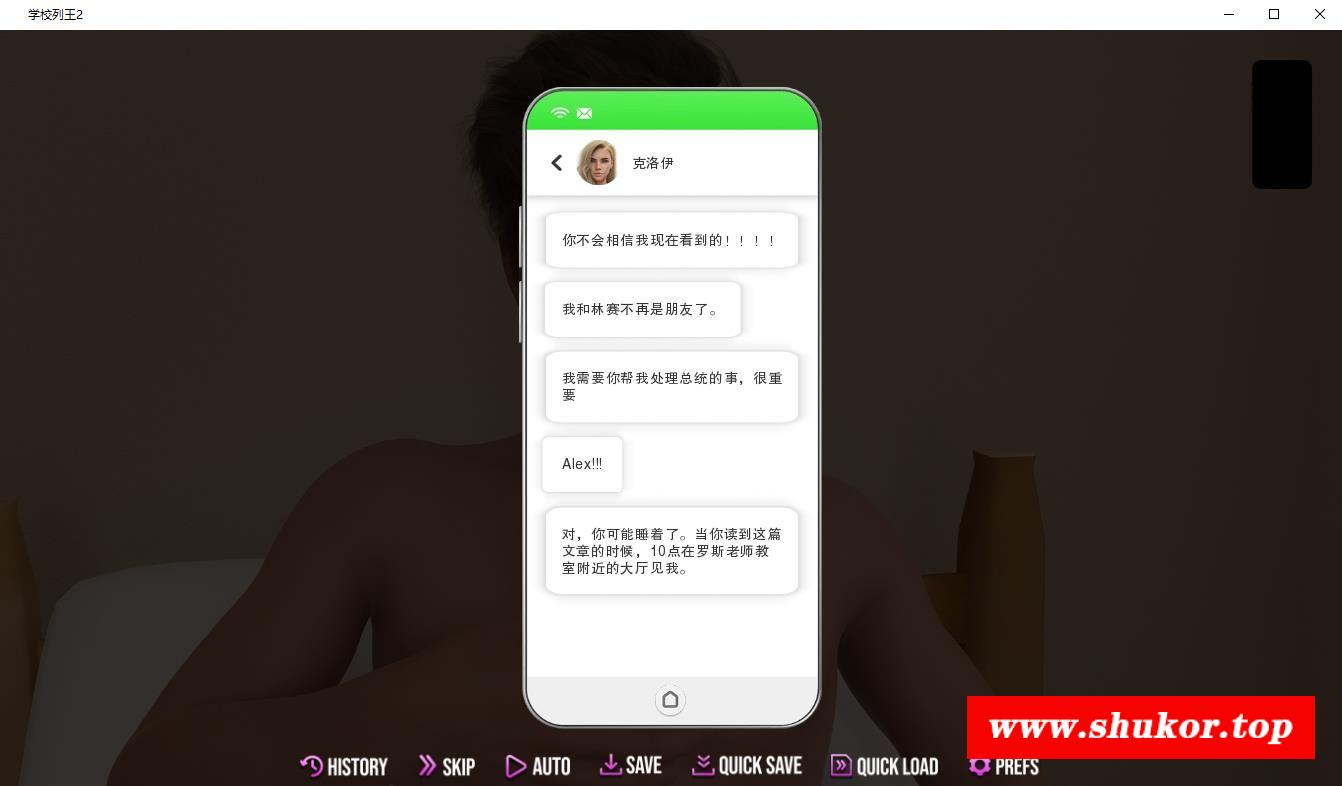 学校列王2
克洛伊
你不会相信我现在看到的！！！！
我和林赛不再是朋友了。
我需要你帮我处理总统的事，很重
要
Alex!!!
对，你可能睡着了。当你读到这篇
文章的时候，10点在罗斯老师教
室附近的大厅见我。
www.shukor.top
HISTORY SKIP AUTO SAVE QUICK SAVE QUICK LOAD PREFS